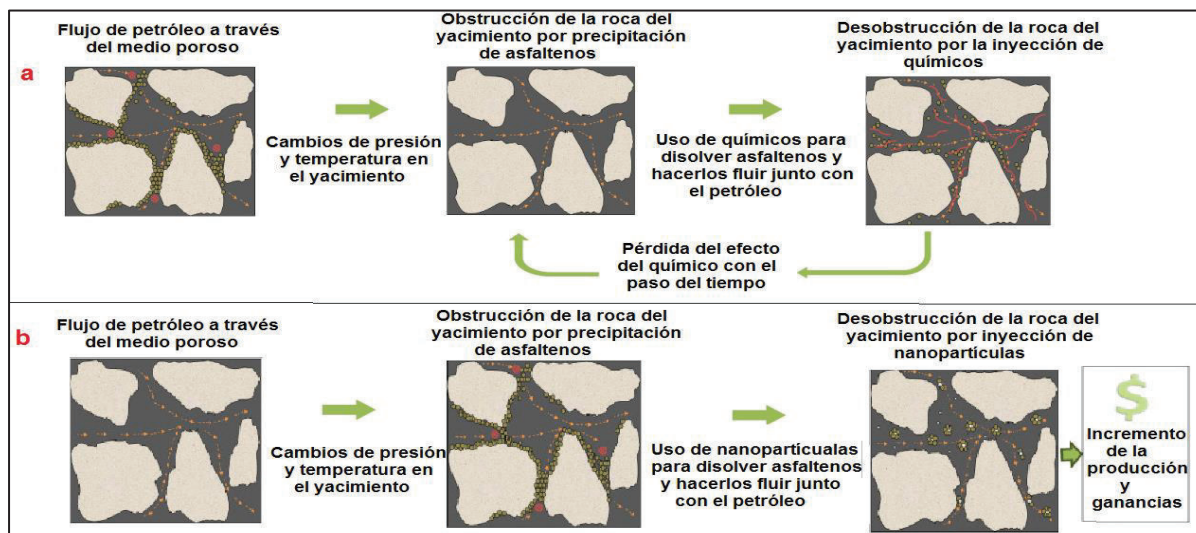 Flujo de petróleo a través
del medio poroso
Obstrucción de la roca del
yacimiento por precipitación
de asfaltenos
Desobstrucción de la roca del
yacimiento por la inyección de
químicos
a
Cambios de presión
y temperatura en
el yacimiento
Uso de químicos para
disolver asfaltenos y
hacerlos fluir junto con
el petróleo
Pérdida del efecto
del químico con el
paso del tiempo
b
Flujo de petróleo a través
del medio poroso
Obstrucción de la roca del
yacimiento por precipitación
de asfaltenos
Desobstrucción de la roca del
yacimiento por inyección de
nanopartículas
Cambios de presión
y temperatura en
el yacimiento
Uso de nanopartícualas
para disolver asfaltenos
y hacerlos fluir junto
con el petróleo
$
Incremento
de la
producción
y
ganancias